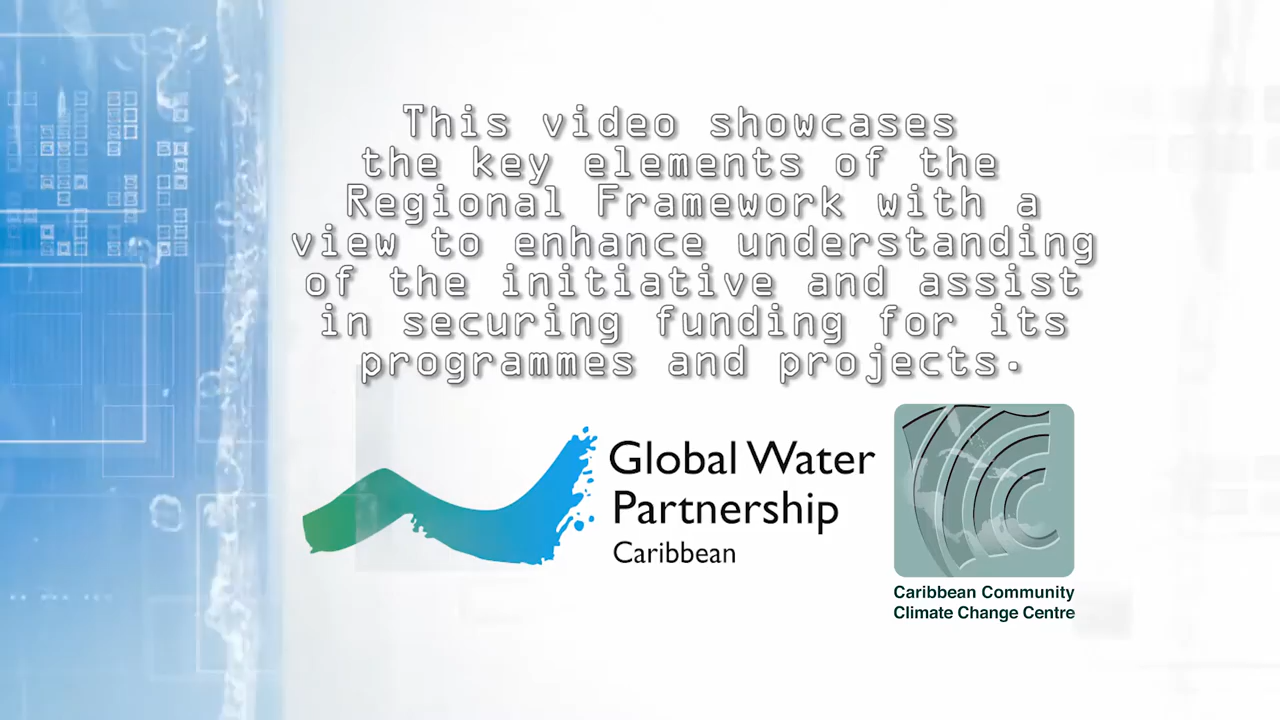 This video showcases
the key elements of the
Regional Framework with a
view to enhance understanding
of the initiative and assist
in securing funding for its
programmes and projects.
Global Water
Partnership
Caribbean
Caribbean Community
Climate Change Centre